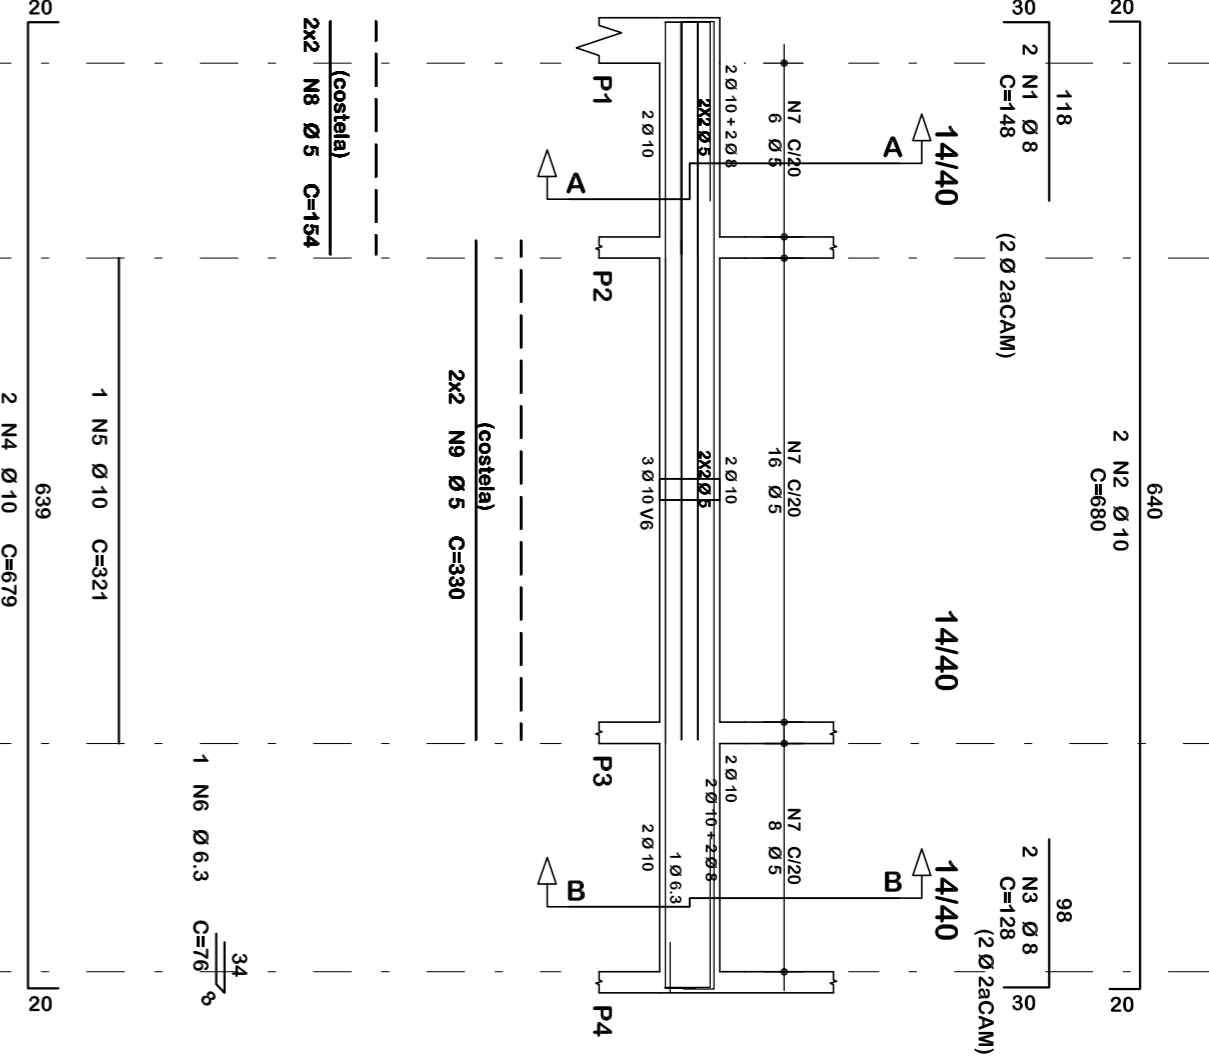 20
640
20
2 N2 Ø 10
C=680
118
30
2 N1 Ø 8
C=148
(2 Ø 2aCAM)
98
30
2 N3 Ø 8
C=128
(2 Ø 2aCAM)
14/40
14/40
14/40
A
B
N7 C/20
6 Ø 5
N7 C/20
16 Ø 5
N7 C/20
8 Ø 5
2 Ø 10 + 2 Ø 8
2 Ø 10
2 Ø 10
2X2 Ø 5
2X2 Ø 5
2 Ø 10 + 2 Ø 8
1 Ø 6.3
2 Ø 10
3 Ø 10 V6
2 Ø 10
A
B
P1
P2
P3
P4
(costela)
2x2 N9 Ø 5 C=330
(costela)
2x2 N8 Ø 5 C=154
34
8
1 N6 Ø 6.3 C=76
1 N5 Ø 10 C=321
20
639
20
2 N4 Ø 10 C=679